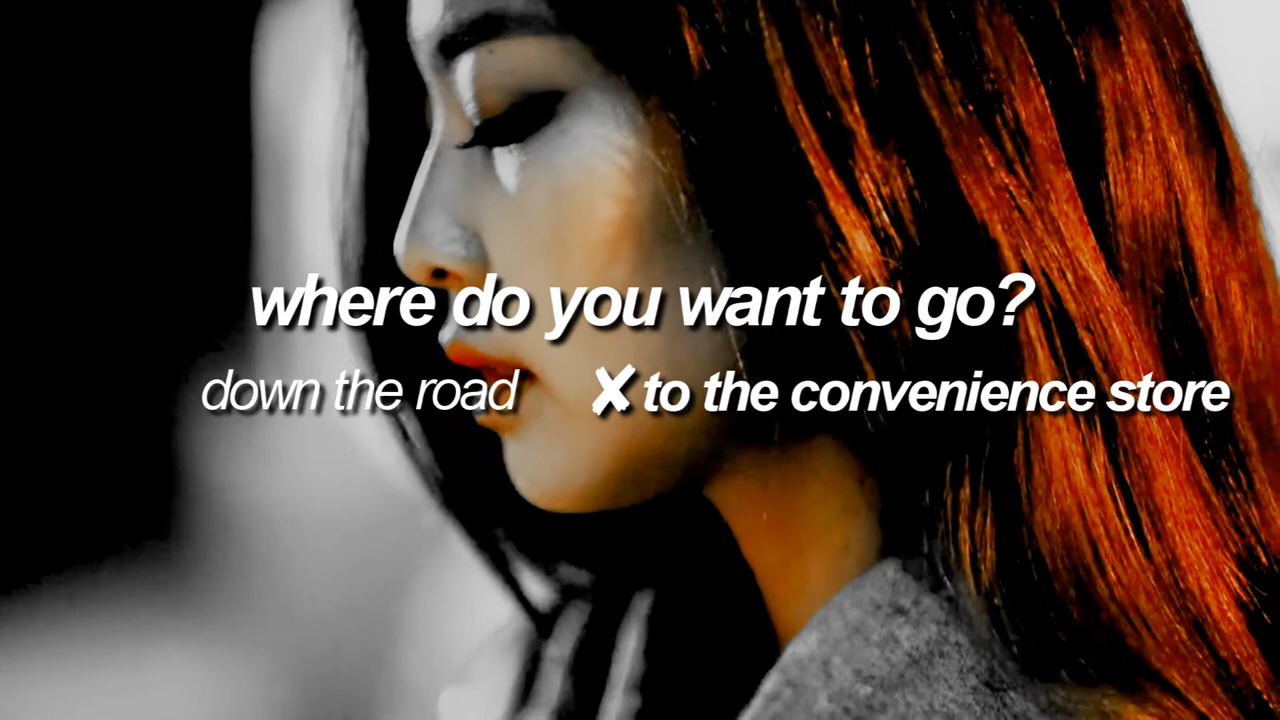 where do you want to go?
down the road ✘ to the convenience store